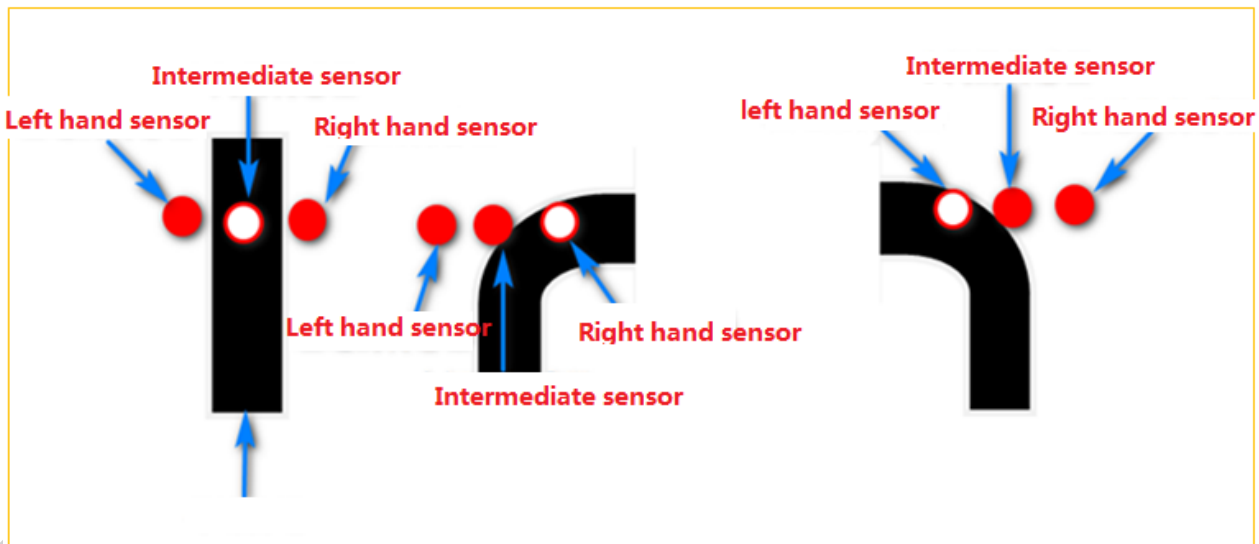 Intermediate sensor
Left hand sensor
Right hand sensor
Left hand sensor
Right hand sensor
Intermediate sensor
Intermediate sensor
left hand sensor
Right hand sensor